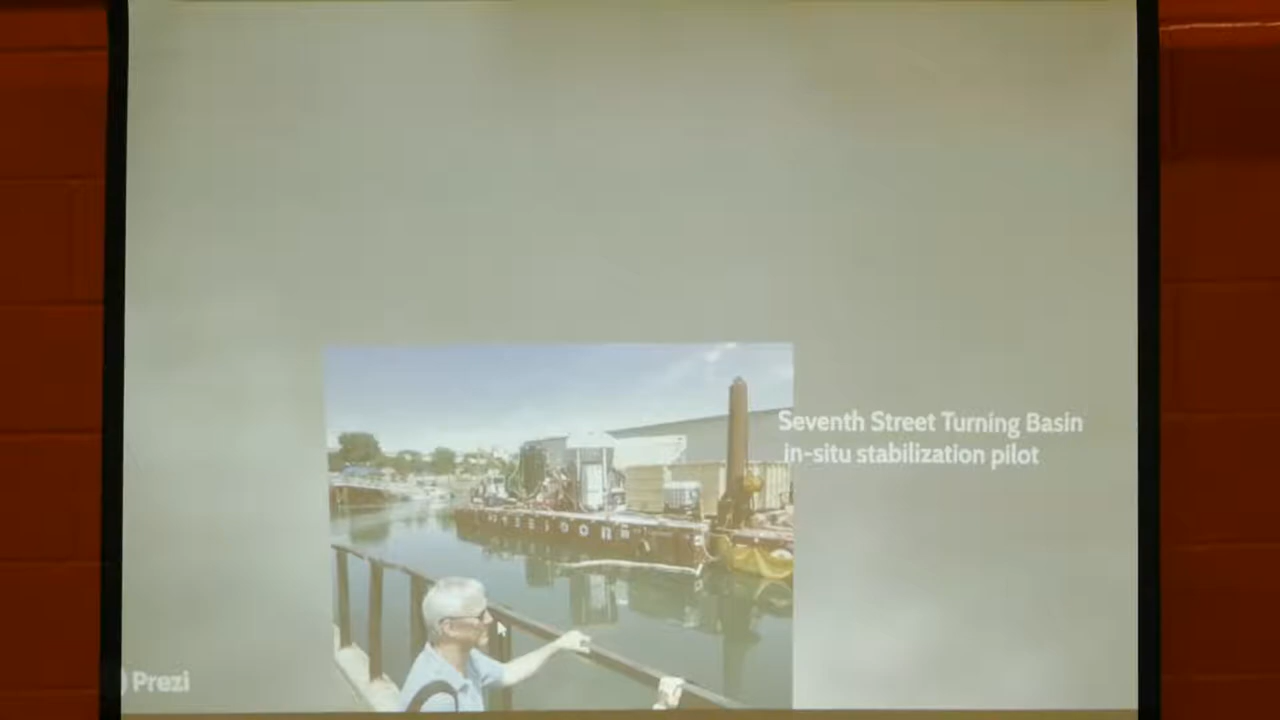 Seventh Street Turning Basin
in-situ stabilization pilot
Prezi